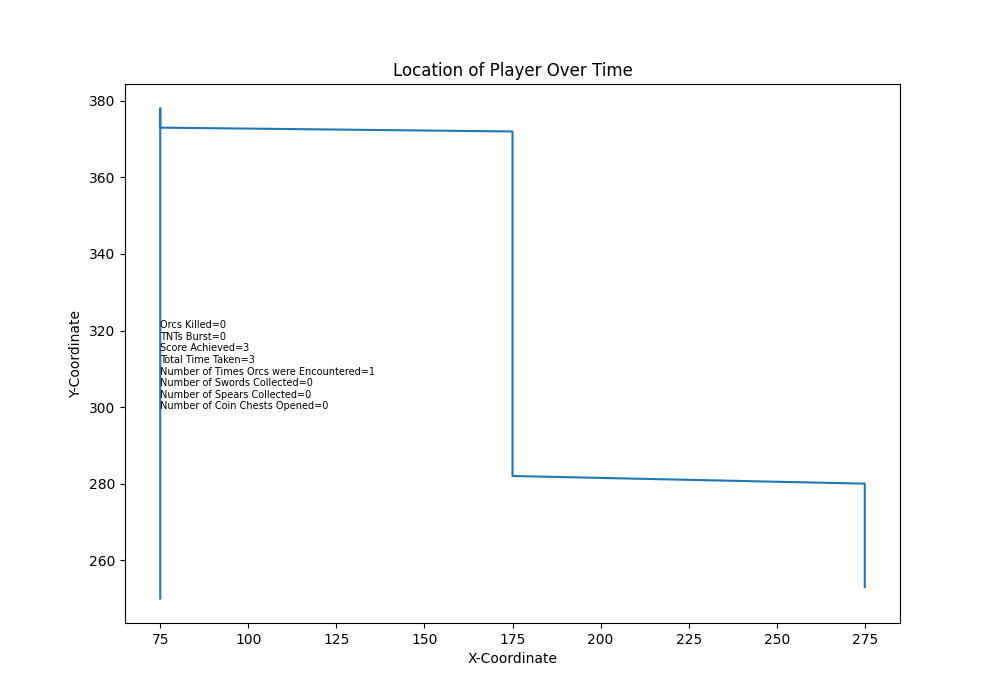 Location of Player Over Time
380
360
340
320
300
280
260
Y-Coordinate
Orcs Killed=0
TNTs Burst=0
Score Achieved=3
Total Time Taken=3
Number of Times Orcs were Encountered=1
Number of Swords Collected=0
Number of Spears Collected=0
Number of Coin Chests Opened=0
75 100 125 150 175 200 225 250 275
X-Coordinate